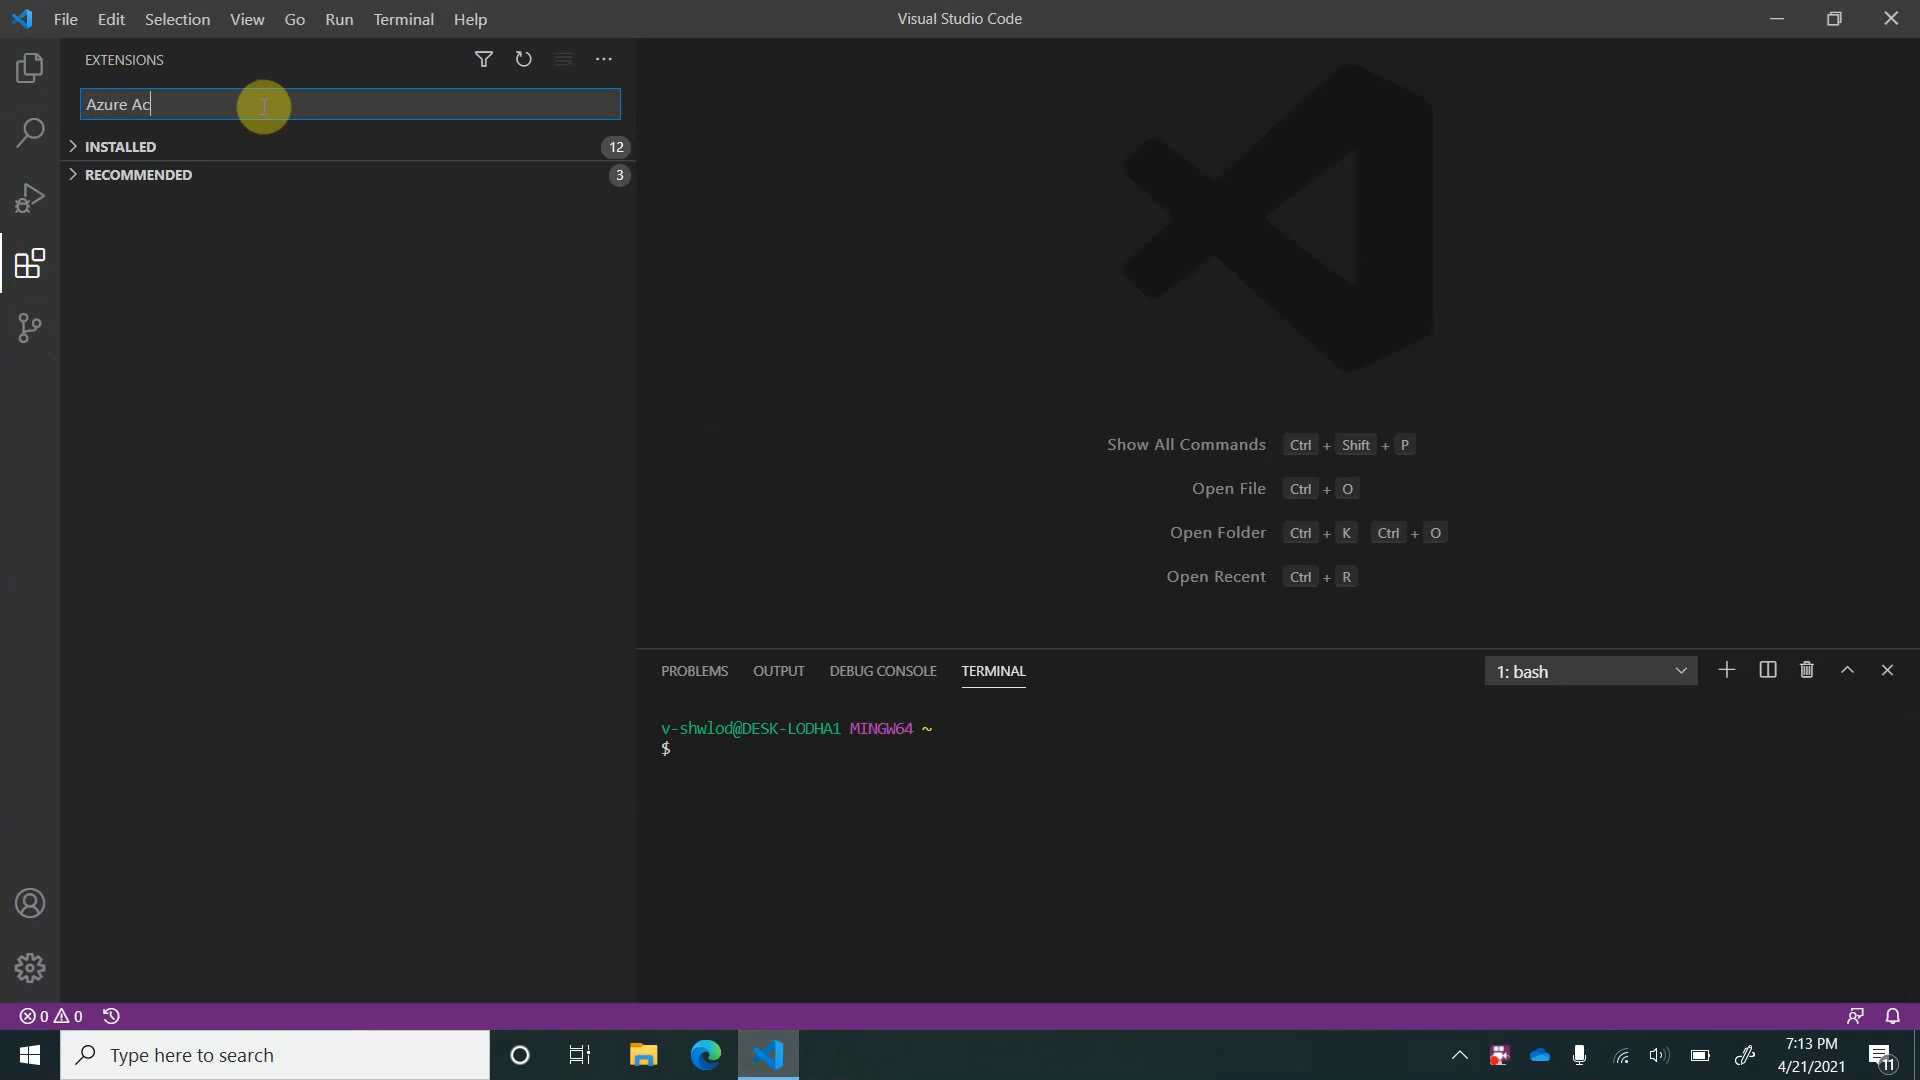 File Edit Selection View Go Run Terminal Help
Visual Studio Code
EXTENSIONS
Azure Ac
INSTALLED 12
RECOMMENDED 3
Show All Commands Ctrl + Shift + P
Open File Ctrl + O
Open Folder Ctrl + K Ctrl + O
Open Recent Ctrl + R
PROBLEMS OUTPUT DEBUG CONSOLE TERMINAL
1: bash
v-shwlod@DESK-LODHA1 MINGW64 ~
$
0 0
Type here to search
7:13 PM
4/21/2021
11